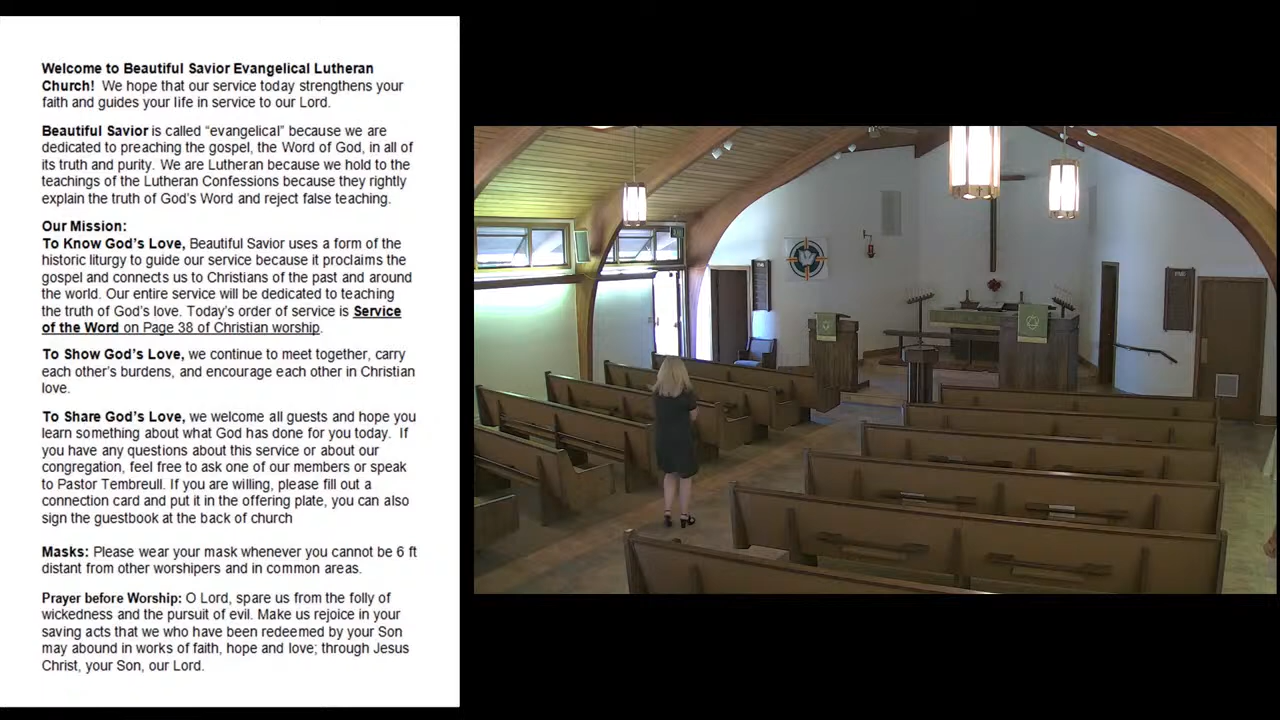 Welcome to Beautiful Savior Evangelical Lutheran
Church! We hope that our service today strengthens your
faith and guides your life in service to our Lord.
Beautiful Savior is called “evangelical” because we are
dedicated to preaching the gospel, the Word of God, in all of
its truth and purity. We are Lutheran because we hold to the
teachings of the Lutheran Confessions because they rightly
explain the truth of God’s Word and reject false teaching.
Our Mission:
To Know God’s Love, Beautiful Savior uses a form of the
historic liturgy to guide our service because it proclaims the
gospel and connects us to Christians of the past and around
the world. Our entire service will be dedicated to teaching
the truth of God’s love. Today’s order of service is Service
of the Word on Page 38 of Christian worship.
To Show God’s Love, we continue to meet together, carry
each other’s burdens, and encourage each other in Christian
love.
To Share God’s Love, we welcome all guests and hope you
learn something about what God has done for you today. If
you have any questions about this service or about our
congregation, feel free to ask one of our members or speak
to Pastor Tembreull. If you are willing, please fill out a
connection card and put it in the offering plate, you can also
sign the guestbook at the back of church
Masks: Please wear your mask whenever you cannot be 6 ft
distant from other worshipers and in common areas.
Prayer before Worship: O Lord, spare us from the folly of
wickedness and the pursuit of evil. Make us rejoice in your
saving acts that we who have been redeemed by your Son
may abound in works of faith, hope and love; through Jesus
Christ, your Son, our Lord.